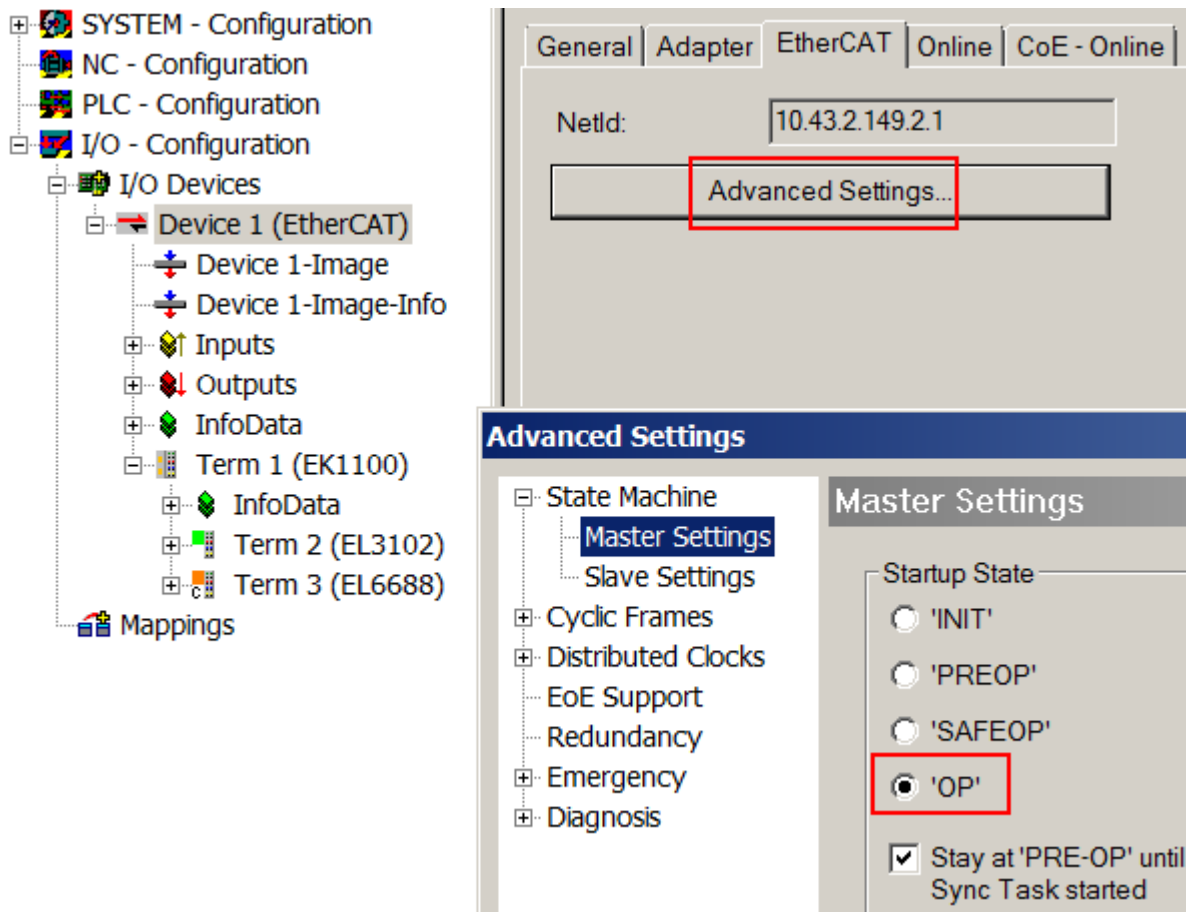 SYSTEM - Configuration
NC - Configuration
PLC - Configuration
I/O - Configuration
I/O Devices
Device 1 (EtherCAT)
Device 1-Image
Device 1-Image-Info
Inputs
Outputs
InfoData
Term 1 (EK1100)
InfoData
Term 2 (EL3102)
Term 3 (EL6688)
Mappings
General Adapter EtherCAT Online CoE - Online
NetId: 10.43.2.149.2.1
Advanced Settings...
Advanced Settings
State Machine
Master Settings
Slave Settings
Cyclic Frames
Distributed Clocks
EoE Support
Redundancy
Emergency
Diagnosis
Master Settings
Startup State
'INIT'
'PREOP'
'SAFEOP'
'OP'
Stay at 'PRE-OP' until
Sync Task started